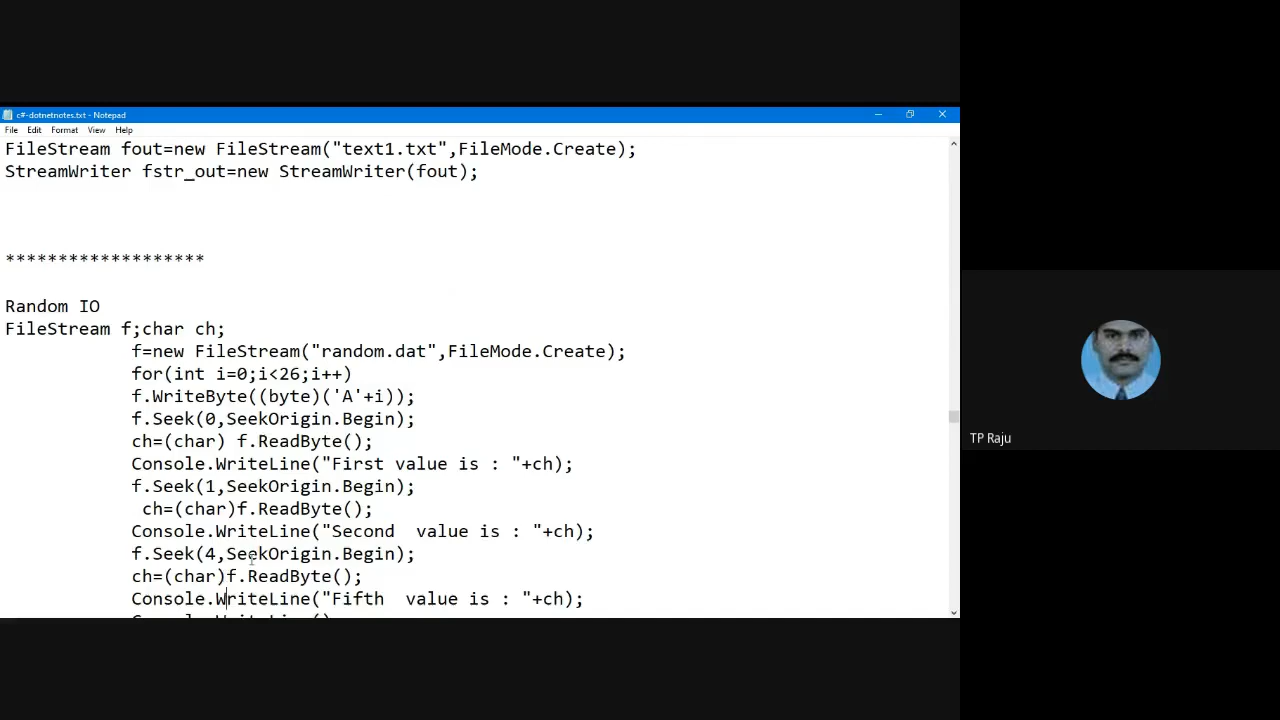 c#-dotnetnotes.txt - Notepad
File Edit Format View Help
FileStream fout=new FileStream("text1.txt",FileMode.Create);
StreamWriter fstr_out=new StreamWriter(fout);
*******************
Random IO
FileStream f;char ch;
f=new FileStream("random.dat",FileMode.Create);
for(int i=0;i<26;i++)
f.WriteByte((byte)('A'+i));
f.Seek(0,SeekOrigin.Begin);
ch=(char) f.ReadByte();
Console.WriteLine("First value is : "+ch);
f.Seek(1,SeekOrigin.Begin);
ch=(char)f.ReadByte();
Console.WriteLine("Second  value is : "+ch);
f.Seek(4,SeekOrigin.Begin);
ch=(char)f.ReadByte();
Console.WriteLine("Fifth  value is : "+ch);
TP Raju